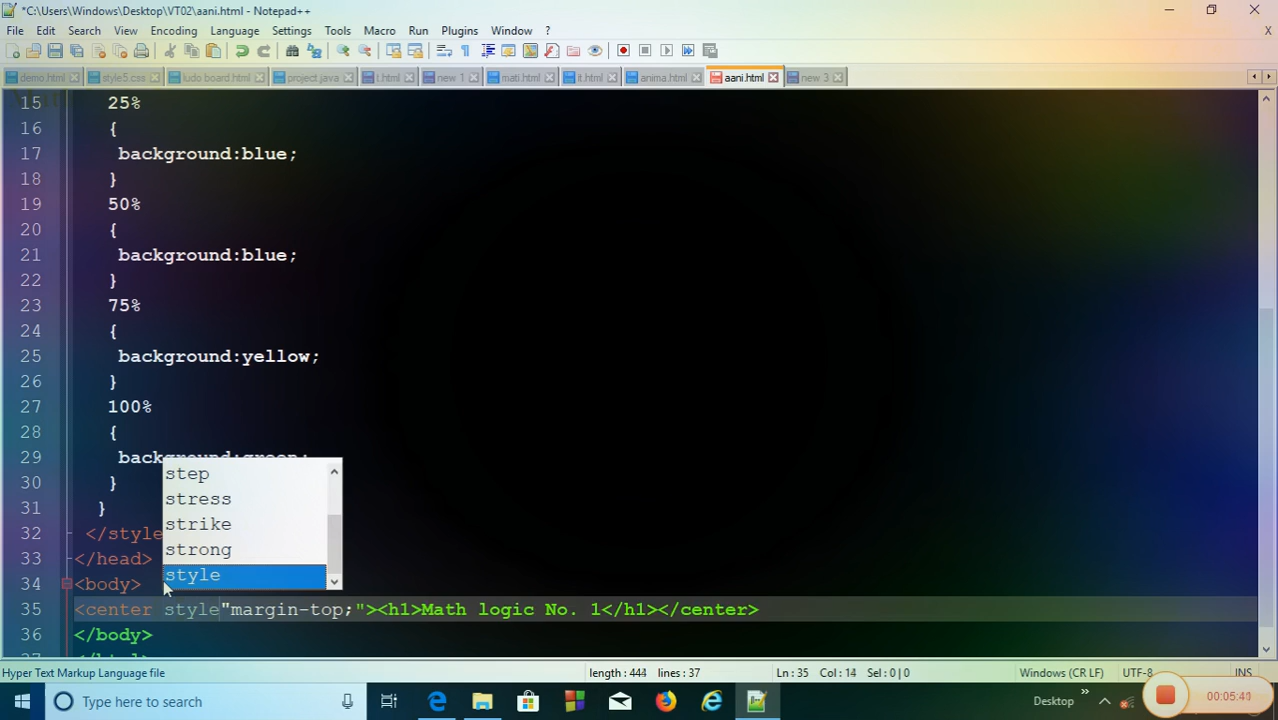 *C:\Users\Windows\Desktop\VT02\aani.html - Notepad++
File Edit Search View Encoding Language Settings Tools Macro Run Plugins Window ? X
demo html style5.css ludo board.html project.java t.html new 1 mati.html it.html anima.html aani.html new 3
15 25%
16 {
17 background:blue;
18 }
19 50%
20 {
21 background:blue;
22 }
23 75%
24 {
25 background:yellow;
26 }
27 100%
28 {
29 background:green;
30 }
31 }
32 </style
33 </head>
34 <body>
35 <center style"margin-top;"><h1>Math logic No. 1</h1></center>
36 </body>
step
stress
strike
strong
style
Hyper Text Markup Language file length : 444 lines : 37 Ln : 35 Col : 14 Sel : 0 | 0 Windows (CR LF) UTF-8 INS
Type here to search Desktop 00:05:40